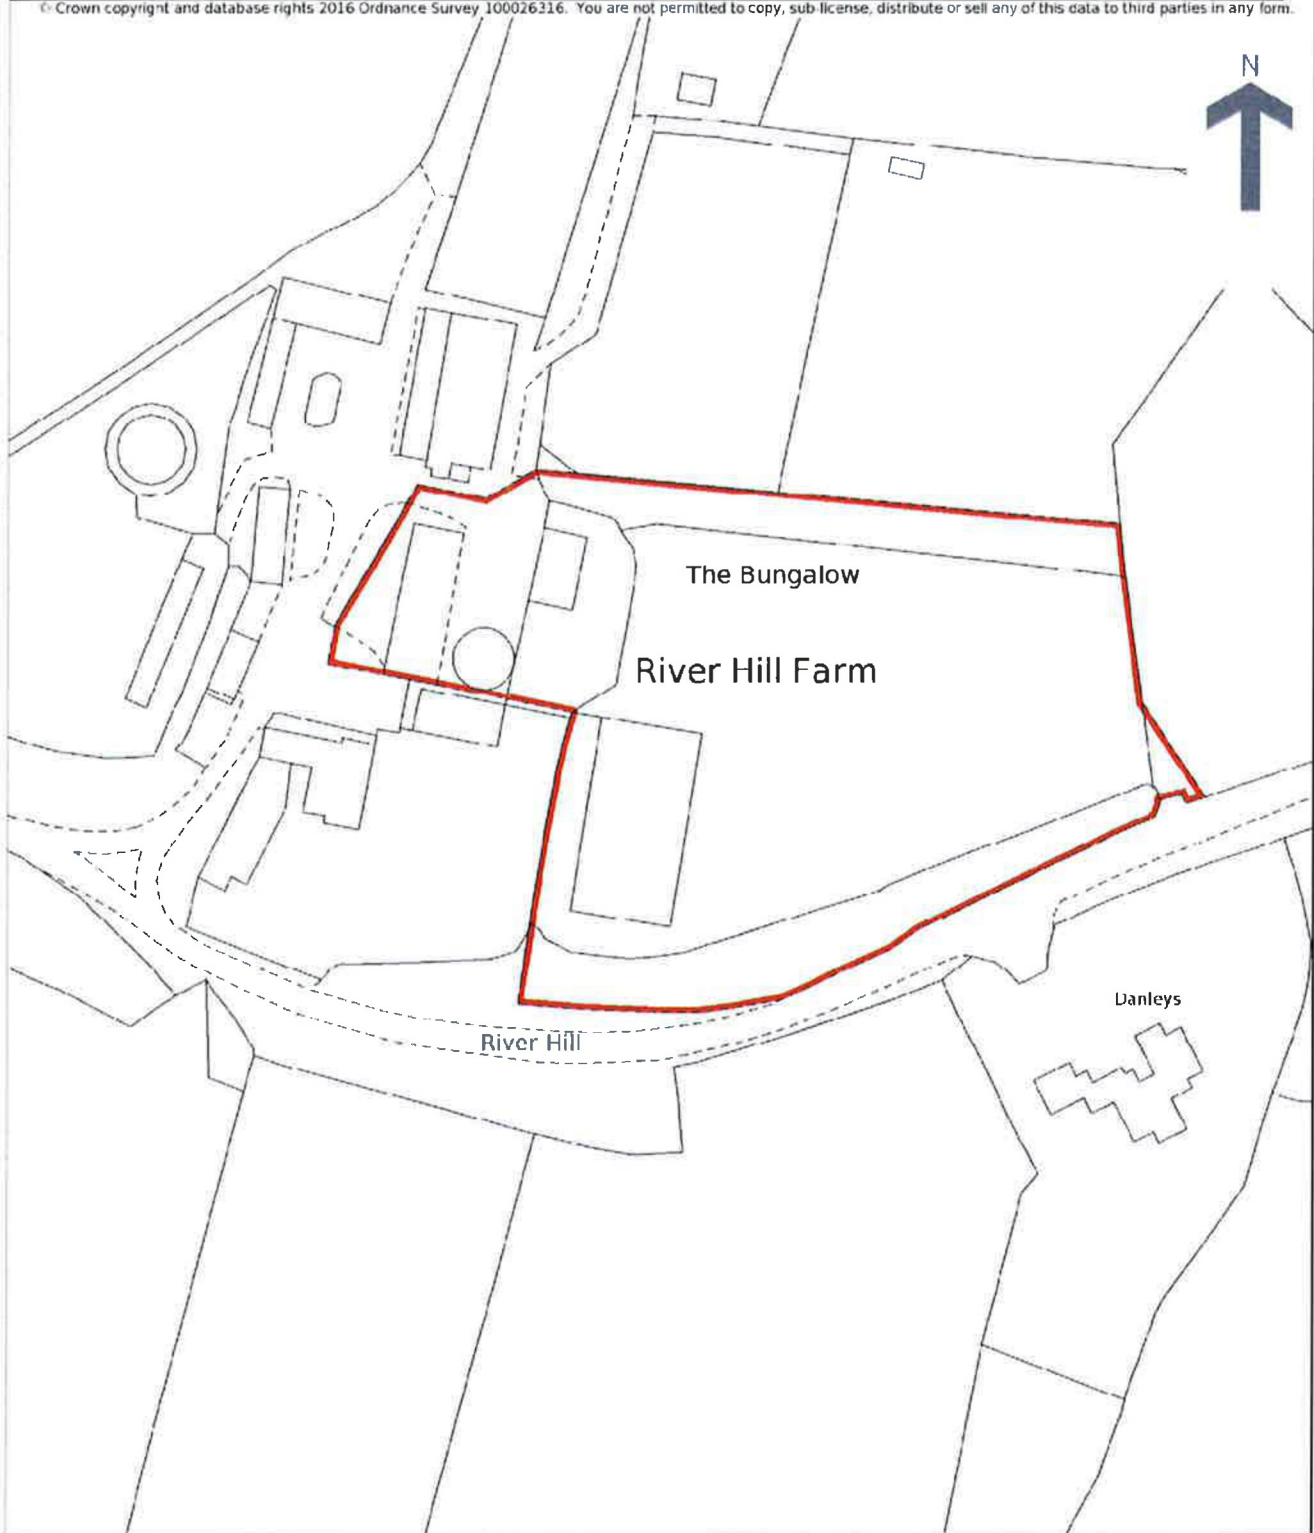 © Crown copyright and database rights 2016 Ordnance Survey 100026316. You are not permitted to copy, sub-license, distribute or sell any of this data to third parties in any form.
N
The Bungalow
River Hill Farm
Danleys
River Hill